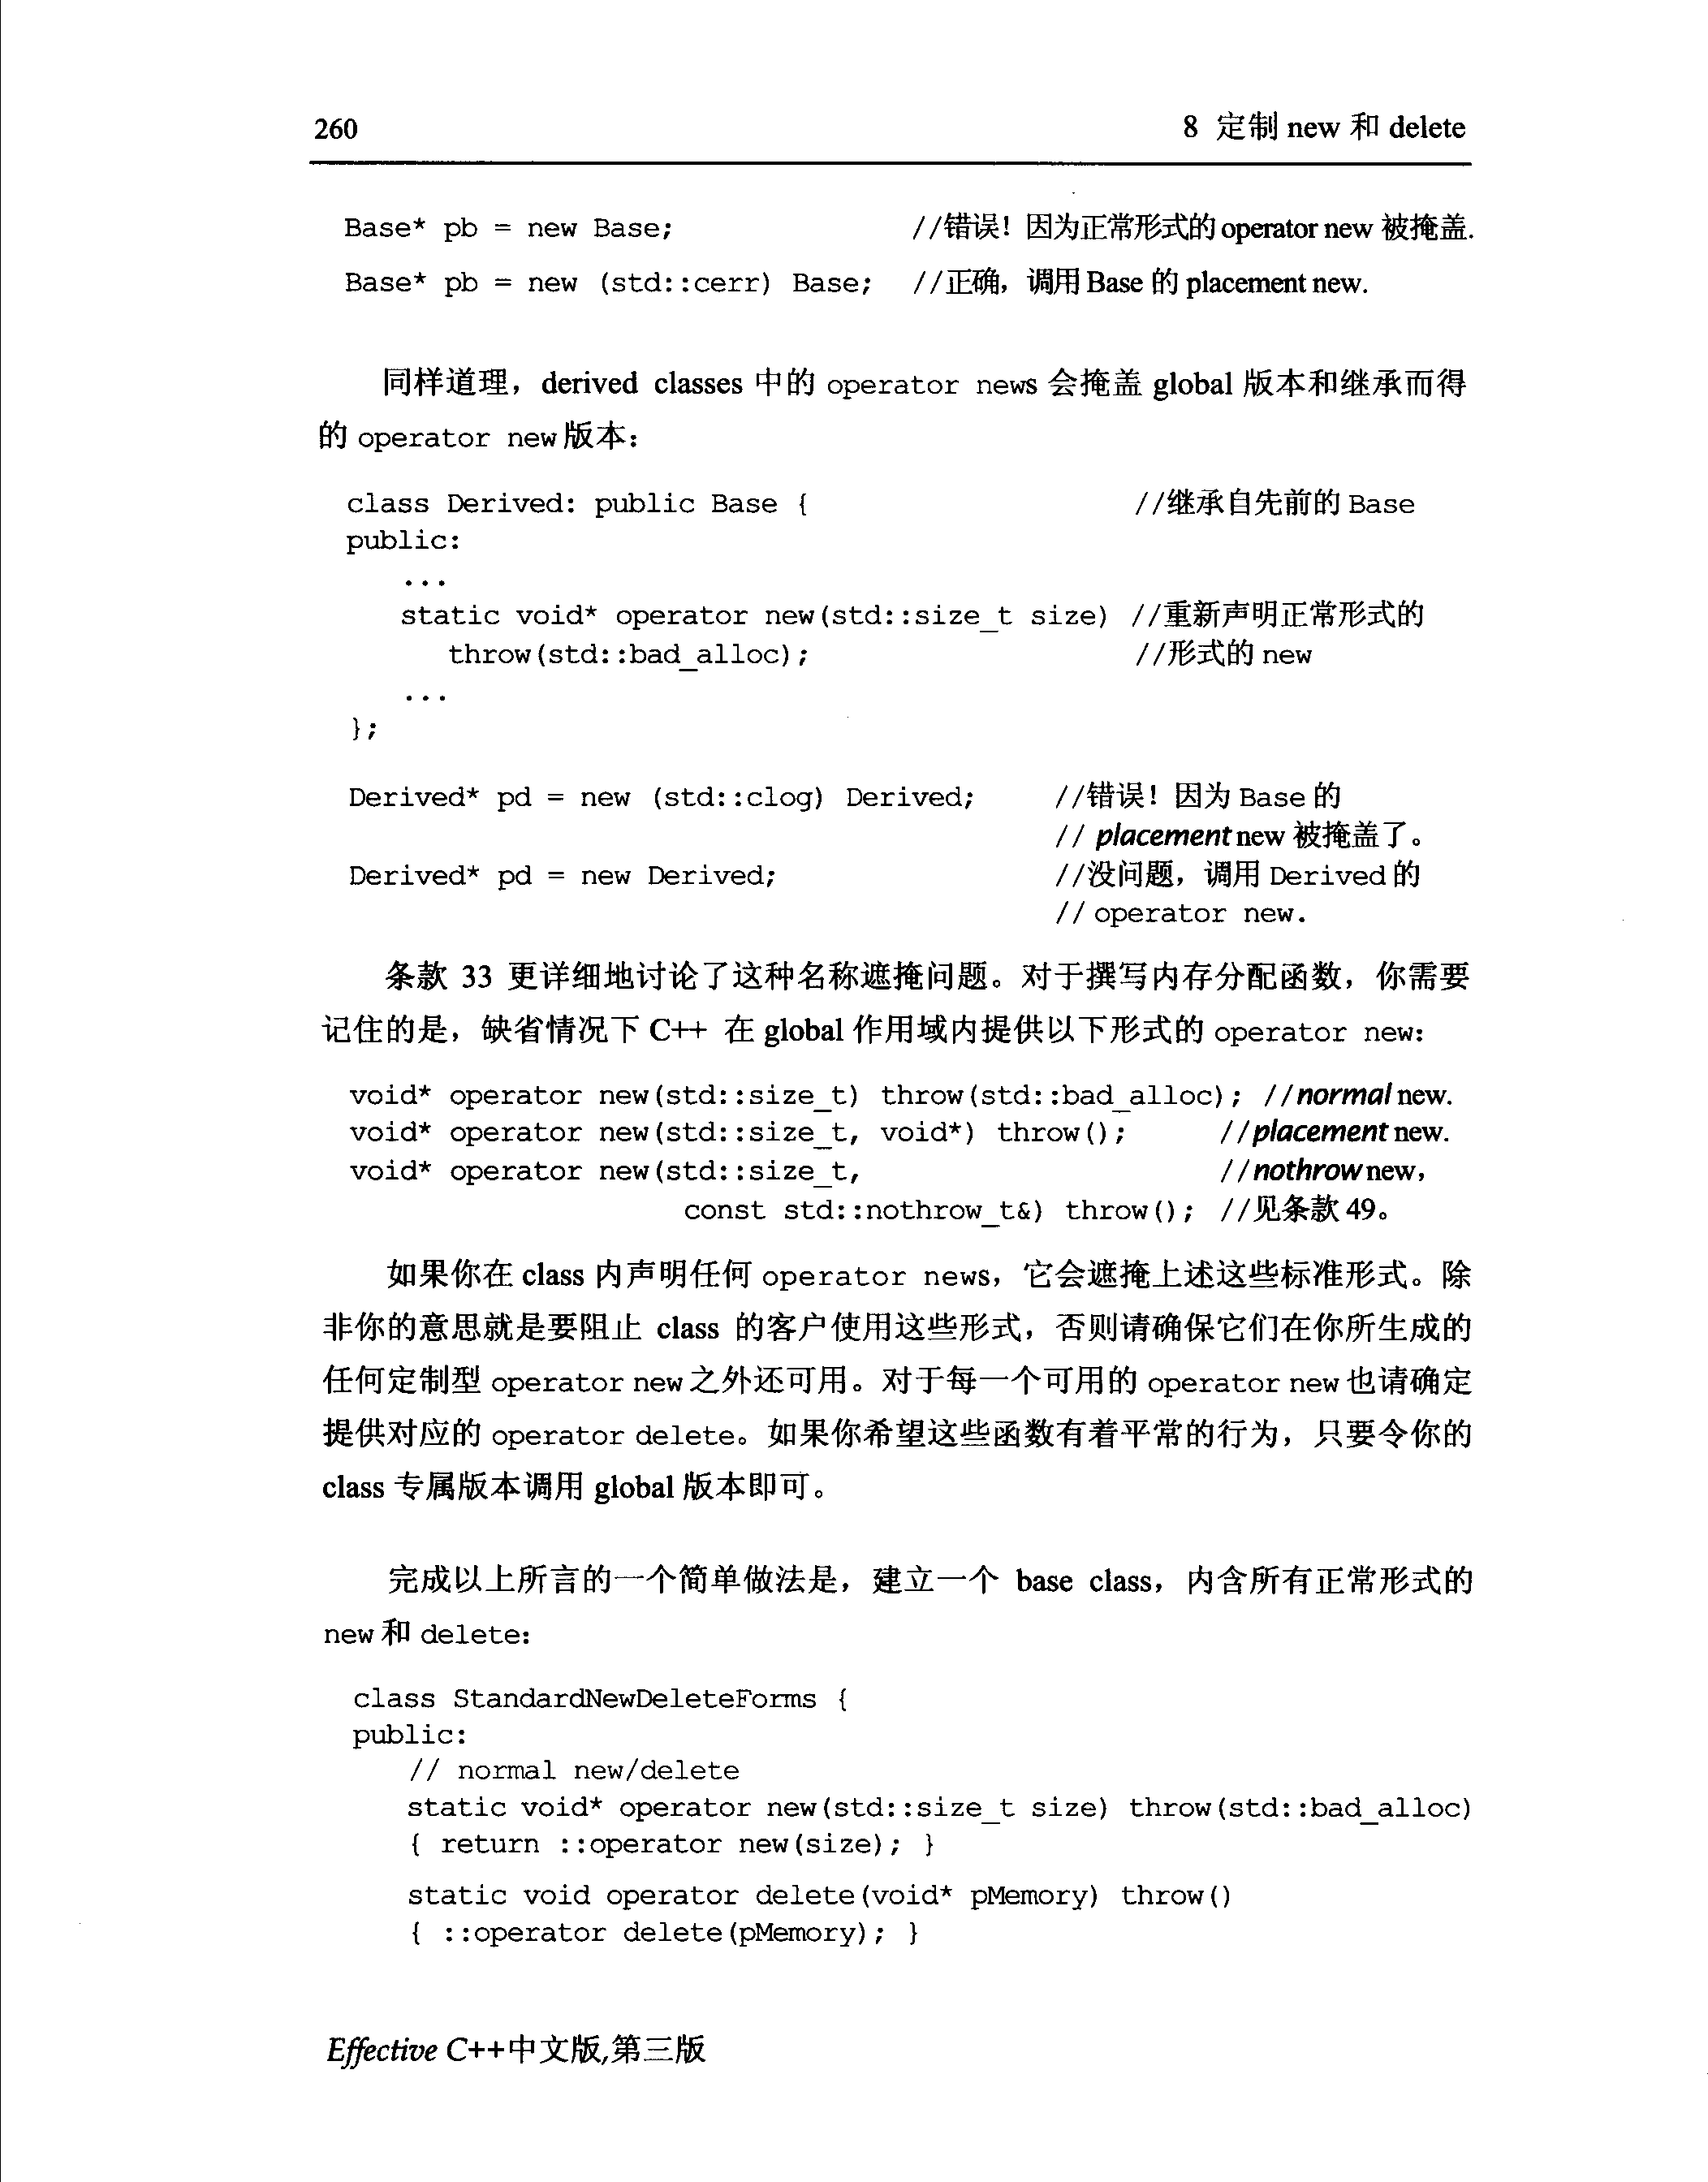 260 8 定制 new 和 delete
Base* pb = new Base; //错误! 因为正常形式的 operator new 被掩盖.
Base* pb = new (std::cerr) Base; //正确，调用 Base 的 placement new.
同样道理，derived classes 中的 operator news 会掩盖 global 版本和继承而得
的 operator new 版本：
class Derived: public Base { //继承自先前的 Base
public:
...
static void* operator new(std::size_t size) //重新声明正常形式的
throw(std::bad_alloc); //形式的 new
...
};
Derived* pd = new (std::clog) Derived; //错误! 因为 Base 的
// placement new 被掩盖了。
Derived* pd = new Derived; //没问题，调用 Derived 的
// operator new.
条款 33 更详细地讨论了这种名称遮掩问题。对于撰写内存分配函数，你需要
记住的是，缺省情况下 C++ 在 global 作用域内提供以下形式的 operator new：
void* operator new(std::size_t) throw(std::bad_alloc); //normal new.
void* operator new(std::size_t, void*) throw(); //placement new.
void* operator new(std::size_t, //nothrow new，
const std::nothrow_t&) throw(); //见条款 49。
如果你在 class 内声明任何 operator news，它会遮掩上述这些标准形式。除
非你的意思就是要阻止 class 的客户使用这些形式，否则请确保它们在你所生成的
任何定制型 operator new 之外还可用。对于每一个可用的 operator new 也请确定
提供对应的 operator delete。如果你希望这些函数有着平常的行为，只要令你的
class 专属版本调用 global 版本即可。
完成以上所言的一个简单做法是，建立一个 base class，内含所有正常形式的
new 和 delete：
class StandardNewDeleteForms {
public:
// normal new/delete
static void* operator new(std::size_t size) throw(std::bad_alloc)
{ return ::operator new(size); }
static void operator delete(void* pMemory) throw()
{ ::operator delete(pMemory); }
Effective C++中文版,第三版